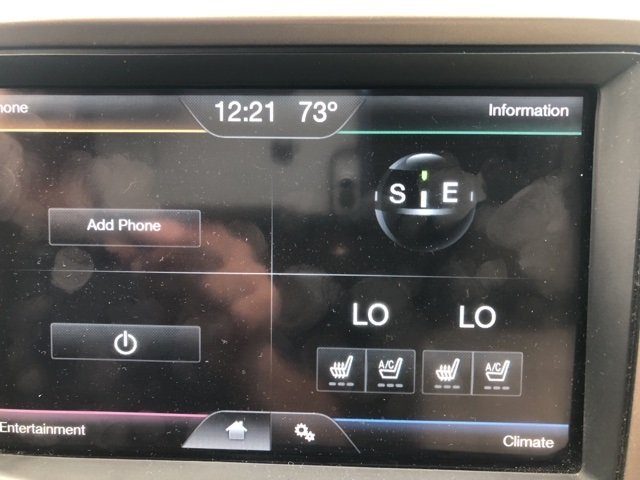 hone
12:21 73° Information
S E
Add Phone
LO LO
A/C A/C
Entertainment
Climate